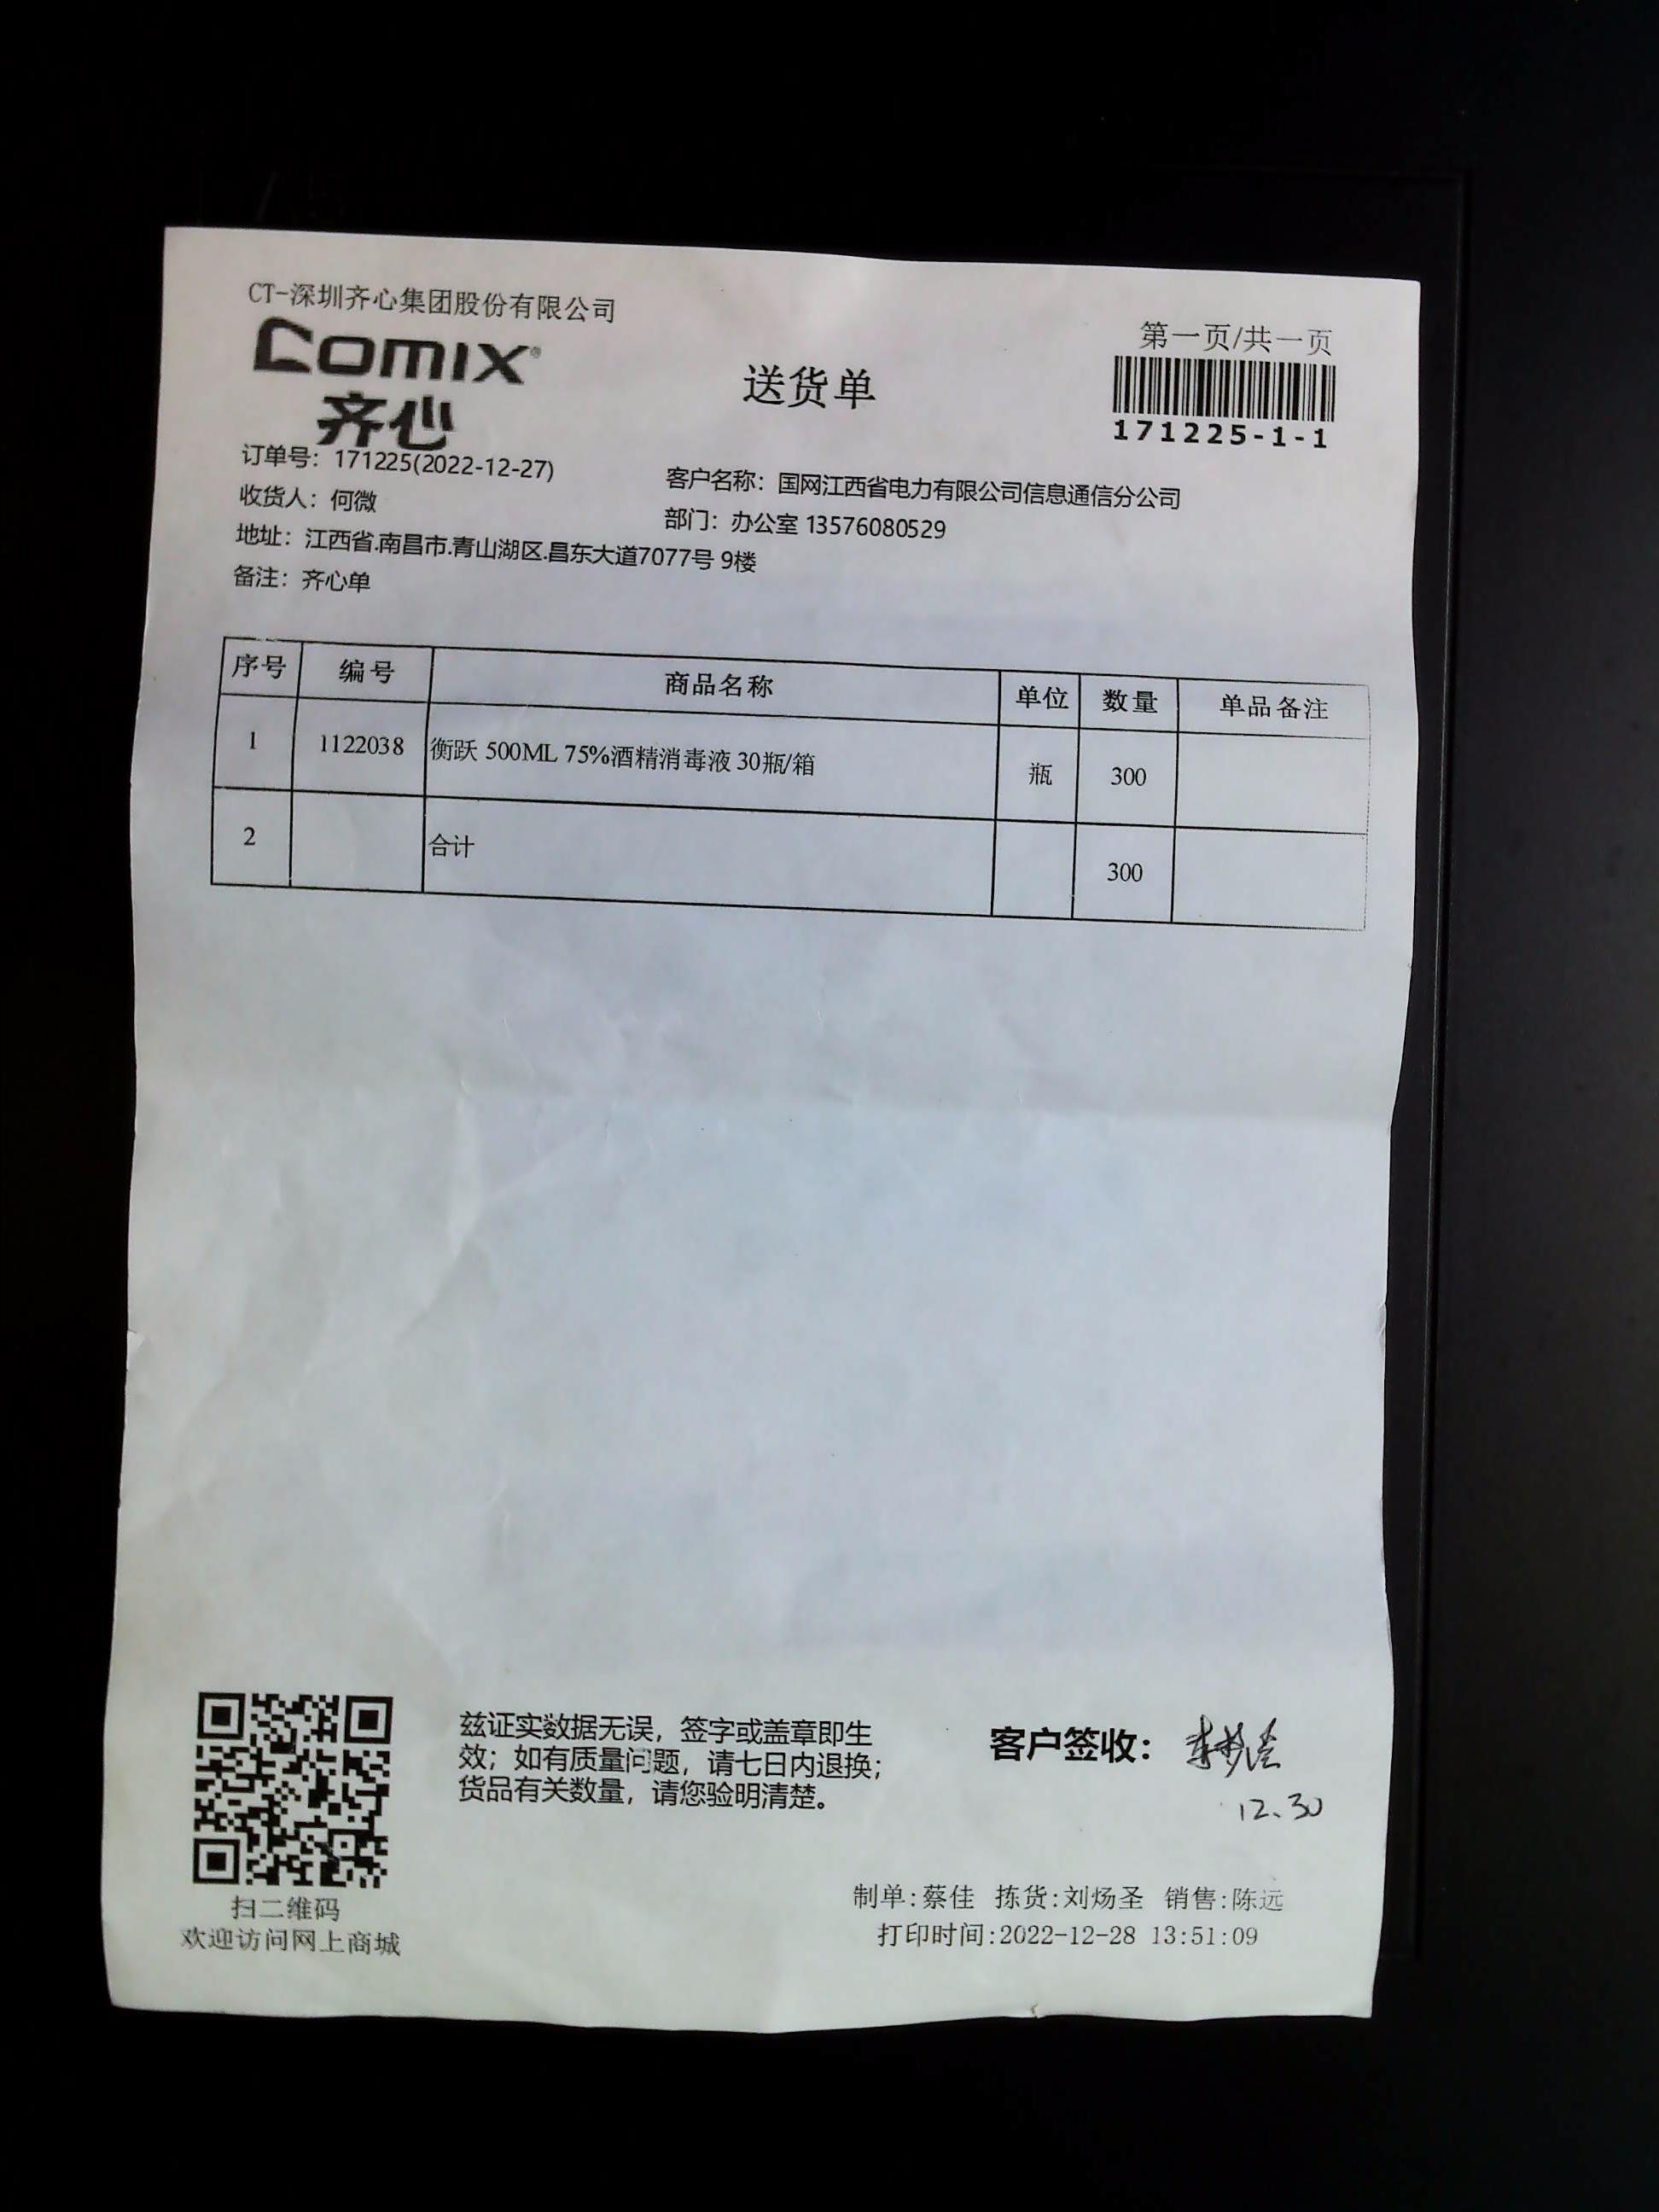 CT-深圳齐心集团股份有限公司
comix®
齐心
送货单
第一页/共一页
171225-1-1
订单号：171225(2022-12-27)
客户名称：国网江西省电力有限公司信息通信分公司
收货人：何微
部门：办公室 13576080529
地址：江西省.南昌市.青山湖区.昌东大道7077号 9楼
备注：齐心单
序号 编号 商品名称 单位 数量 单品备注
1 1122038 衡跃 500ML 75%酒精消毒液 30瓶/箱 瓶 300
2 合计 300
兹证实数据无误，签字或盖章即生
效；如有质量问题，请七日内退换；
货品有关数量，请您验明清楚。
客户签收：
12.30
扫二维码
欢迎访问网上商城
制单:蔡佳 拣货:刘炀圣 销售:陈远
打印时间:2022-12-28 13:51:09